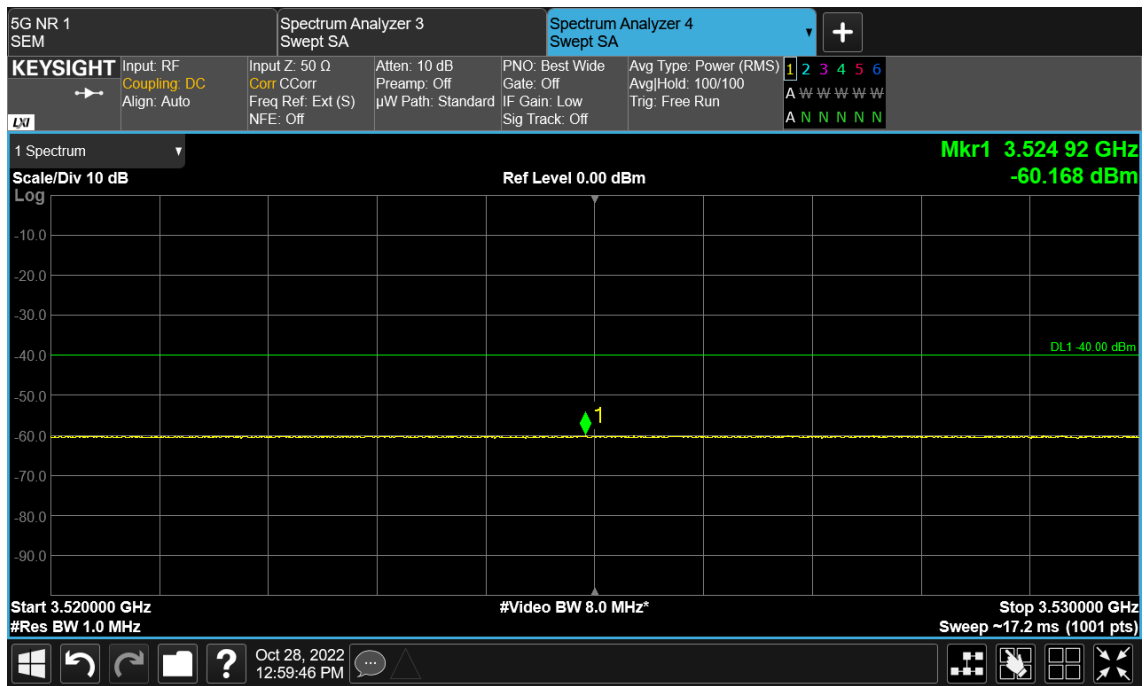 5G NR 1
SEM
Spectrum Analyzer 3
Swept SA
Spectrum Analyzer 4
Swept SA
KEYSIGHT
LXI
Input: RF
Coupling: DC
Align: Auto
Input Z: 50 Ω
Corr CCorr
Freq Ref: Ext (S)
NFE: Off
Atten: 10 dB
Preamp: Off
µW Path: Standard
PNO: Best Wide
Gate: Off
IF Gain: Low
Sig Track: Off
Avg Type: Power (RMS)
Avg|Hold: 100/100
Trig: Free Run
1 2 3 4 5 6
A W W W W W
A N N N N N
1 Spectrum
Mkr1 3.524 92 GHz
-60.168 dBm
Scale/Div 10 dB
Ref Level 0.00 dBm
Log
-10.0
-20.0
-30.0
-40.0
DL1 -40.00 dBm
-50.0
1
-60.0
-70.0
-80.0
-90.0
Start 3.520000 GHz
#Video BW 8.0 MHz*
Stop 3.530000 GHz
#Res BW 1.0 MHz
Sweep ~17.2 ms (1001 pts)
?
Oct 28, 2022
12:59:46 PM